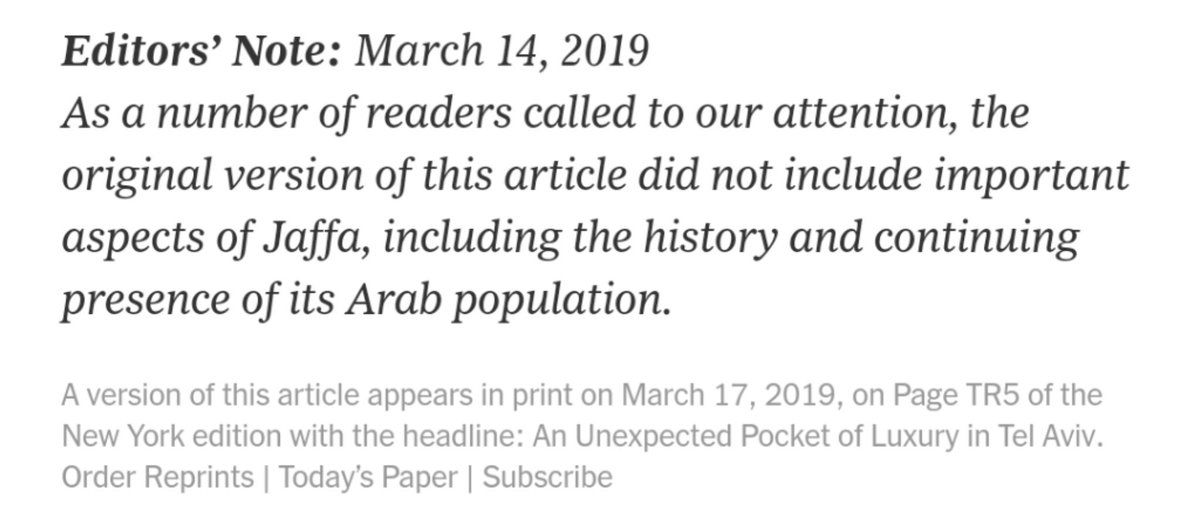 Editors’ Note: March 14, 2019
As a number of readers called to our attention, the
original version of this article did not include important
aspects of Jaffa, including the history and continuing
presence of its Arab population.
A version of this article appears in print on March 17, 2019, on Page TR5 of the
New York edition with the headline: An Unexpected Pocket of Luxury in Tel Aviv.
Order Reprints | Today’s Paper | Subscribe